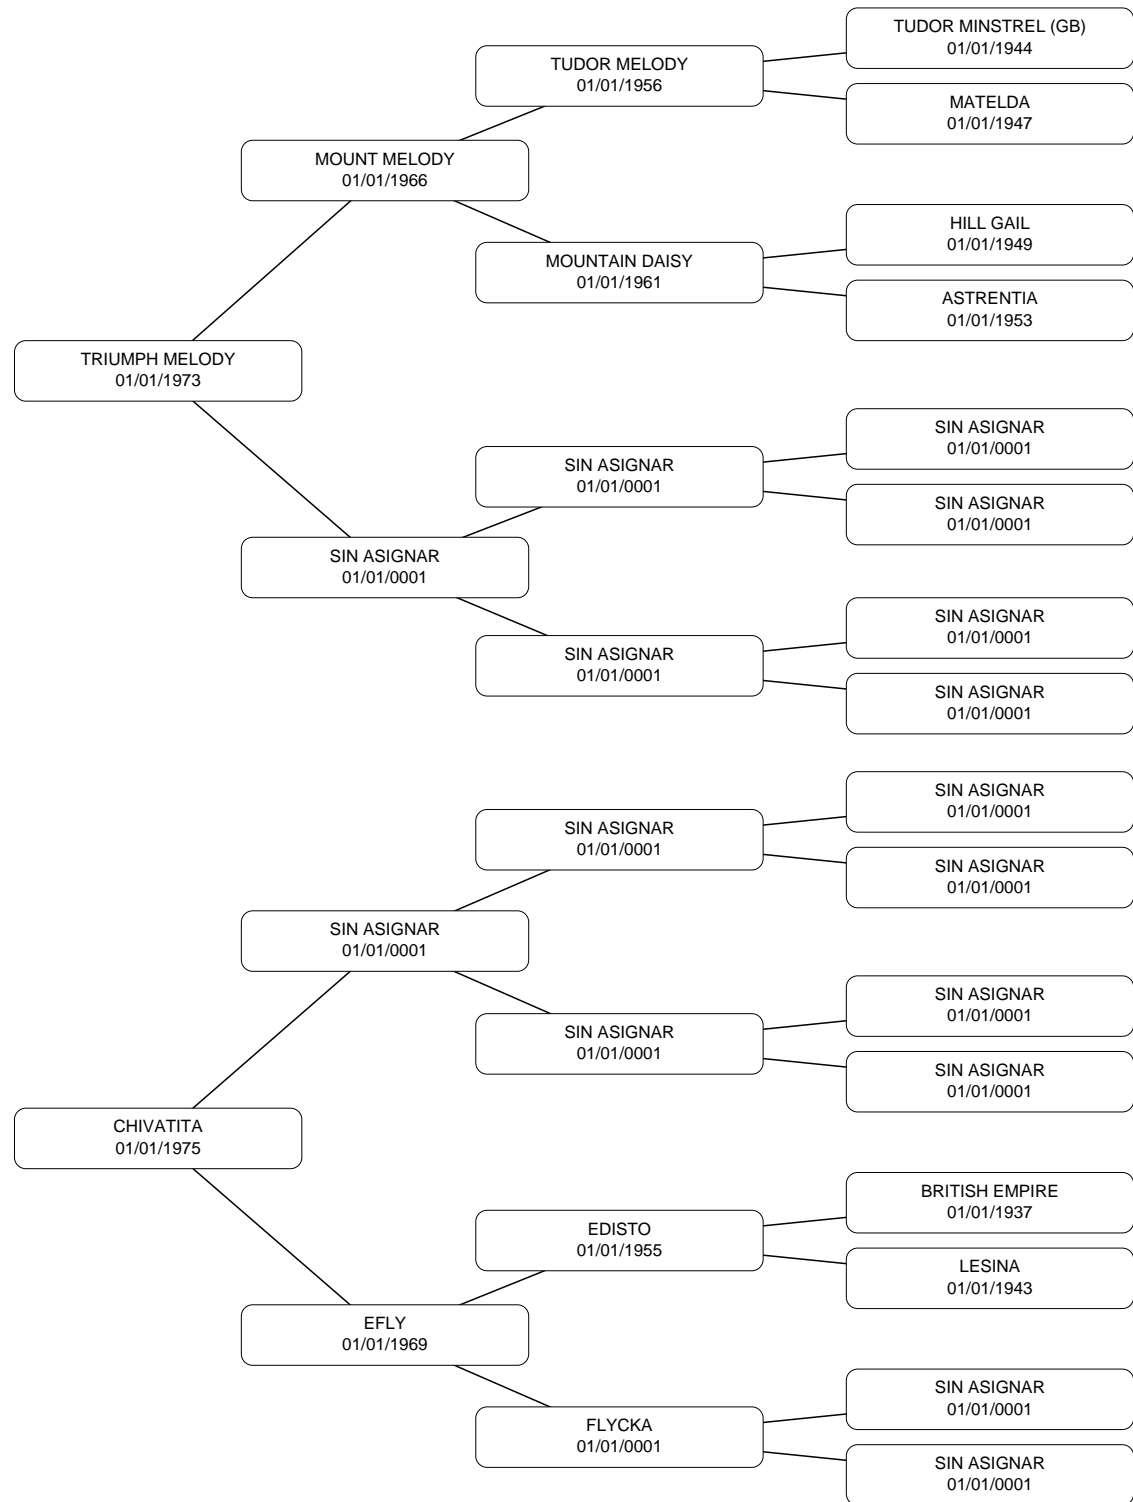 TUDOR MINSTREL (GB)
01/01/1944
TUDOR MELODY
01/01/1956
MATELDA
01/01/1947
MOUNT MELODY
01/01/1966
HILL GAIL
01/01/1949
MOUNTAIN DAISY
01/01/1961
ASTRENTIA
01/01/1953
TRIUMPH MELODY
01/01/1973
SIN ASIGNAR
01/01/0001
SIN ASIGNAR
01/01/0001
SIN ASIGNAR
01/01/0001
SIN ASIGNAR
01/01/0001
SIN ASIGNAR
01/01/0001
SIN ASIGNAR
01/01/0001
SIN ASIGNAR
01/01/0001
SIN ASIGNAR
01/01/0001
SIN ASIGNAR
01/01/0001
SIN ASIGNAR
01/01/0001
SIN ASIGNAR
01/01/0001
SIN ASIGNAR
01/01/0001
SIN ASIGNAR
01/01/0001
SIN ASIGNAR
01/01/0001
CHIVATITA
01/01/1975
BRITISH EMPIRE
01/01/1937
EDISTO
01/01/1955
LESINA
01/01/1943
EFLY
01/01/1969
SIN ASIGNAR
01/01/0001
FLYCKA
01/01/0001
SIN ASIGNAR
01/01/0001